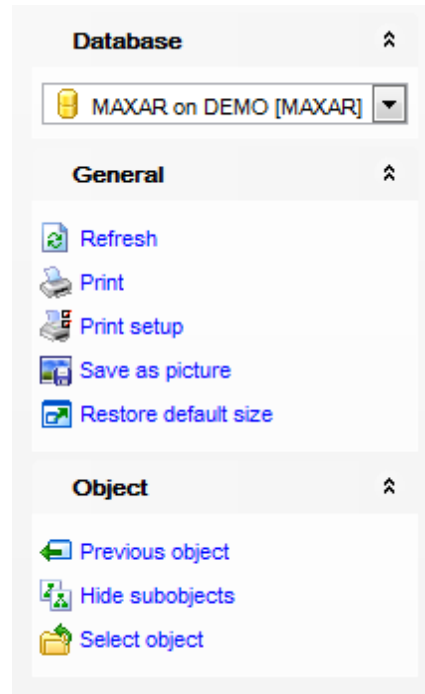 Database
MAXAR on DEMO [MAXAR]
General
Refresh
Print
Print setup
Save as picture
Restore default size
Object
Previous object
Hide subobjects
Select object